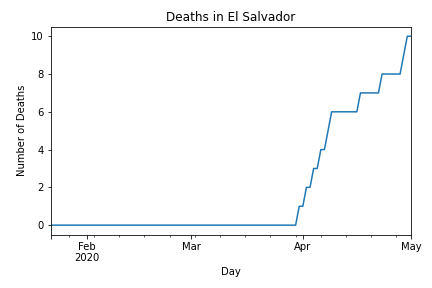 Deaths in El Salvador
10
8
6
4
2
0
Number of Deaths
Feb
2020
Mar
Apr
May
Day